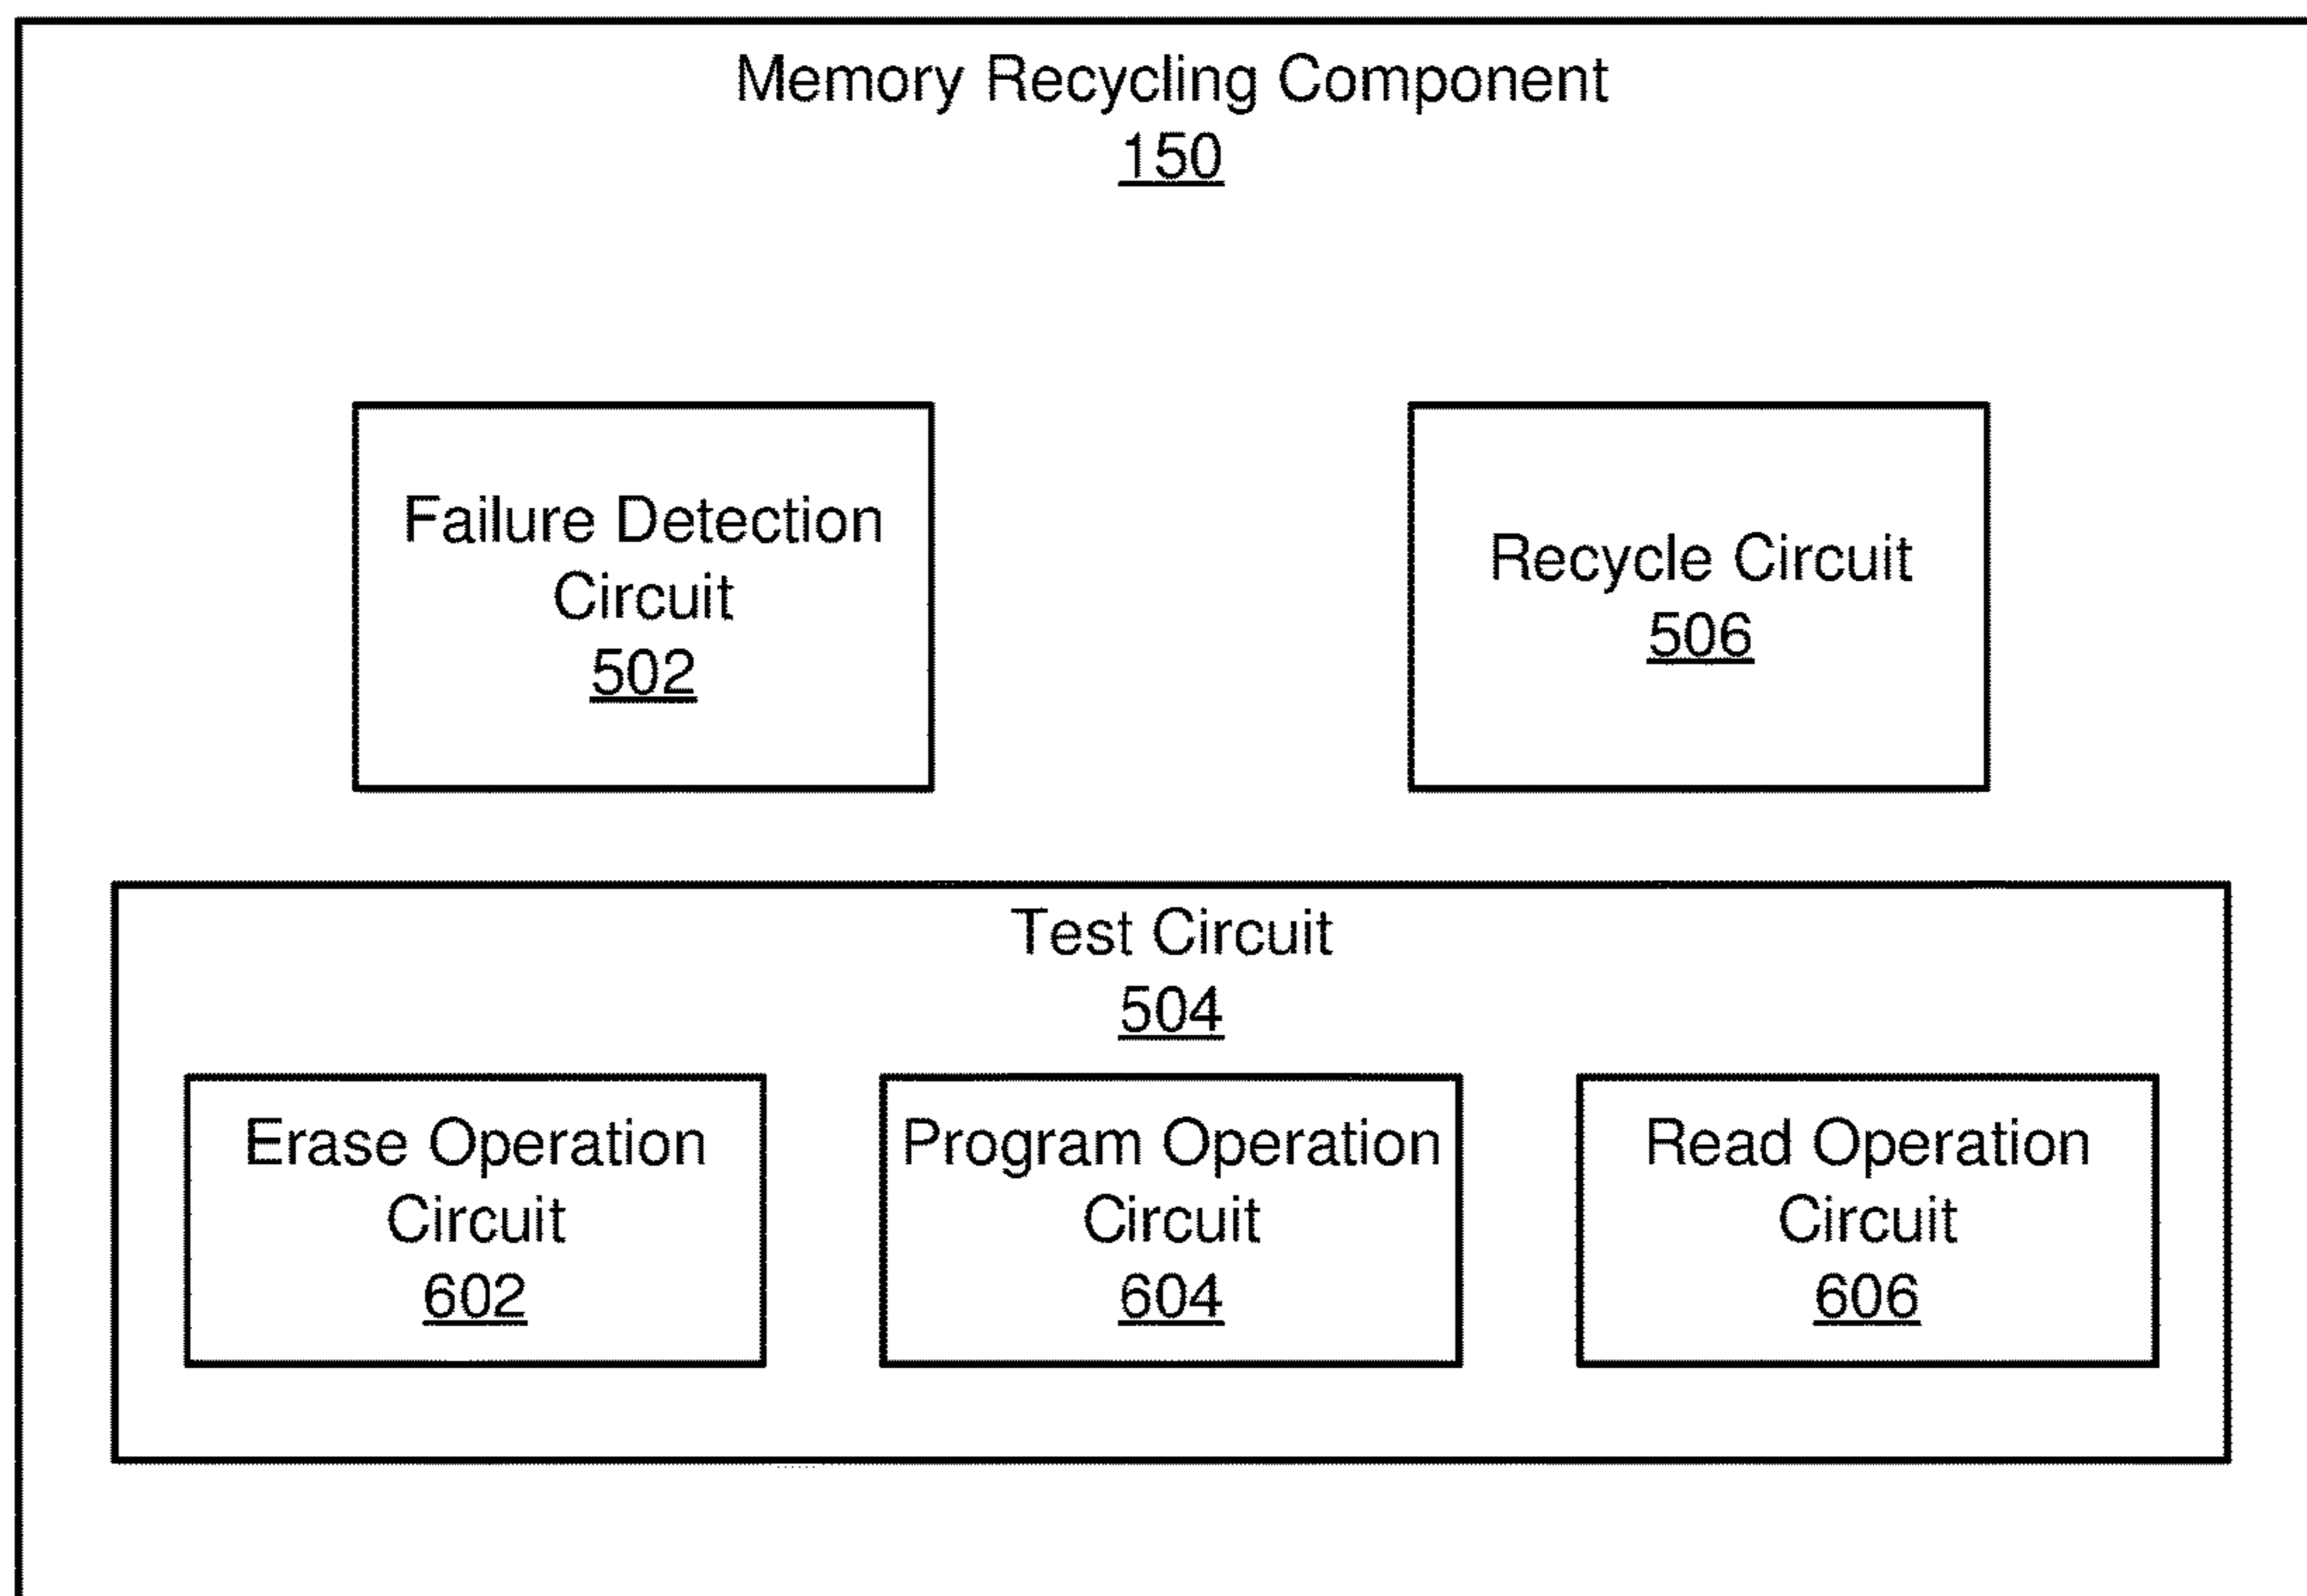 Memory Recycling Component
150
Failure Detection
Circuit
502
Recycle Circuit
506
Test Circuit
504
Erase Operation
Circuit
602
Program Operation
Circuit
604
Read Operation
Circuit
606